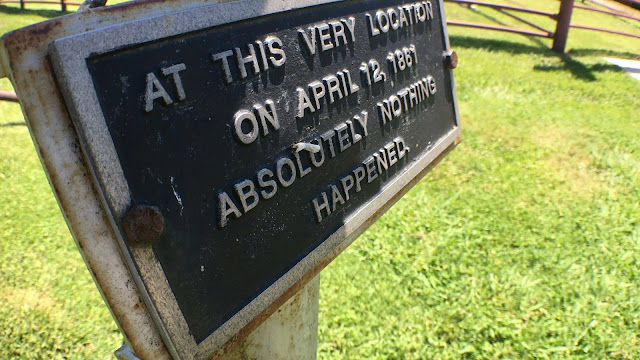 AT THIS VERY LOCATION
ON APRIL 12, 1861
ABSOLUTELY NOTHING
HAPPENED.